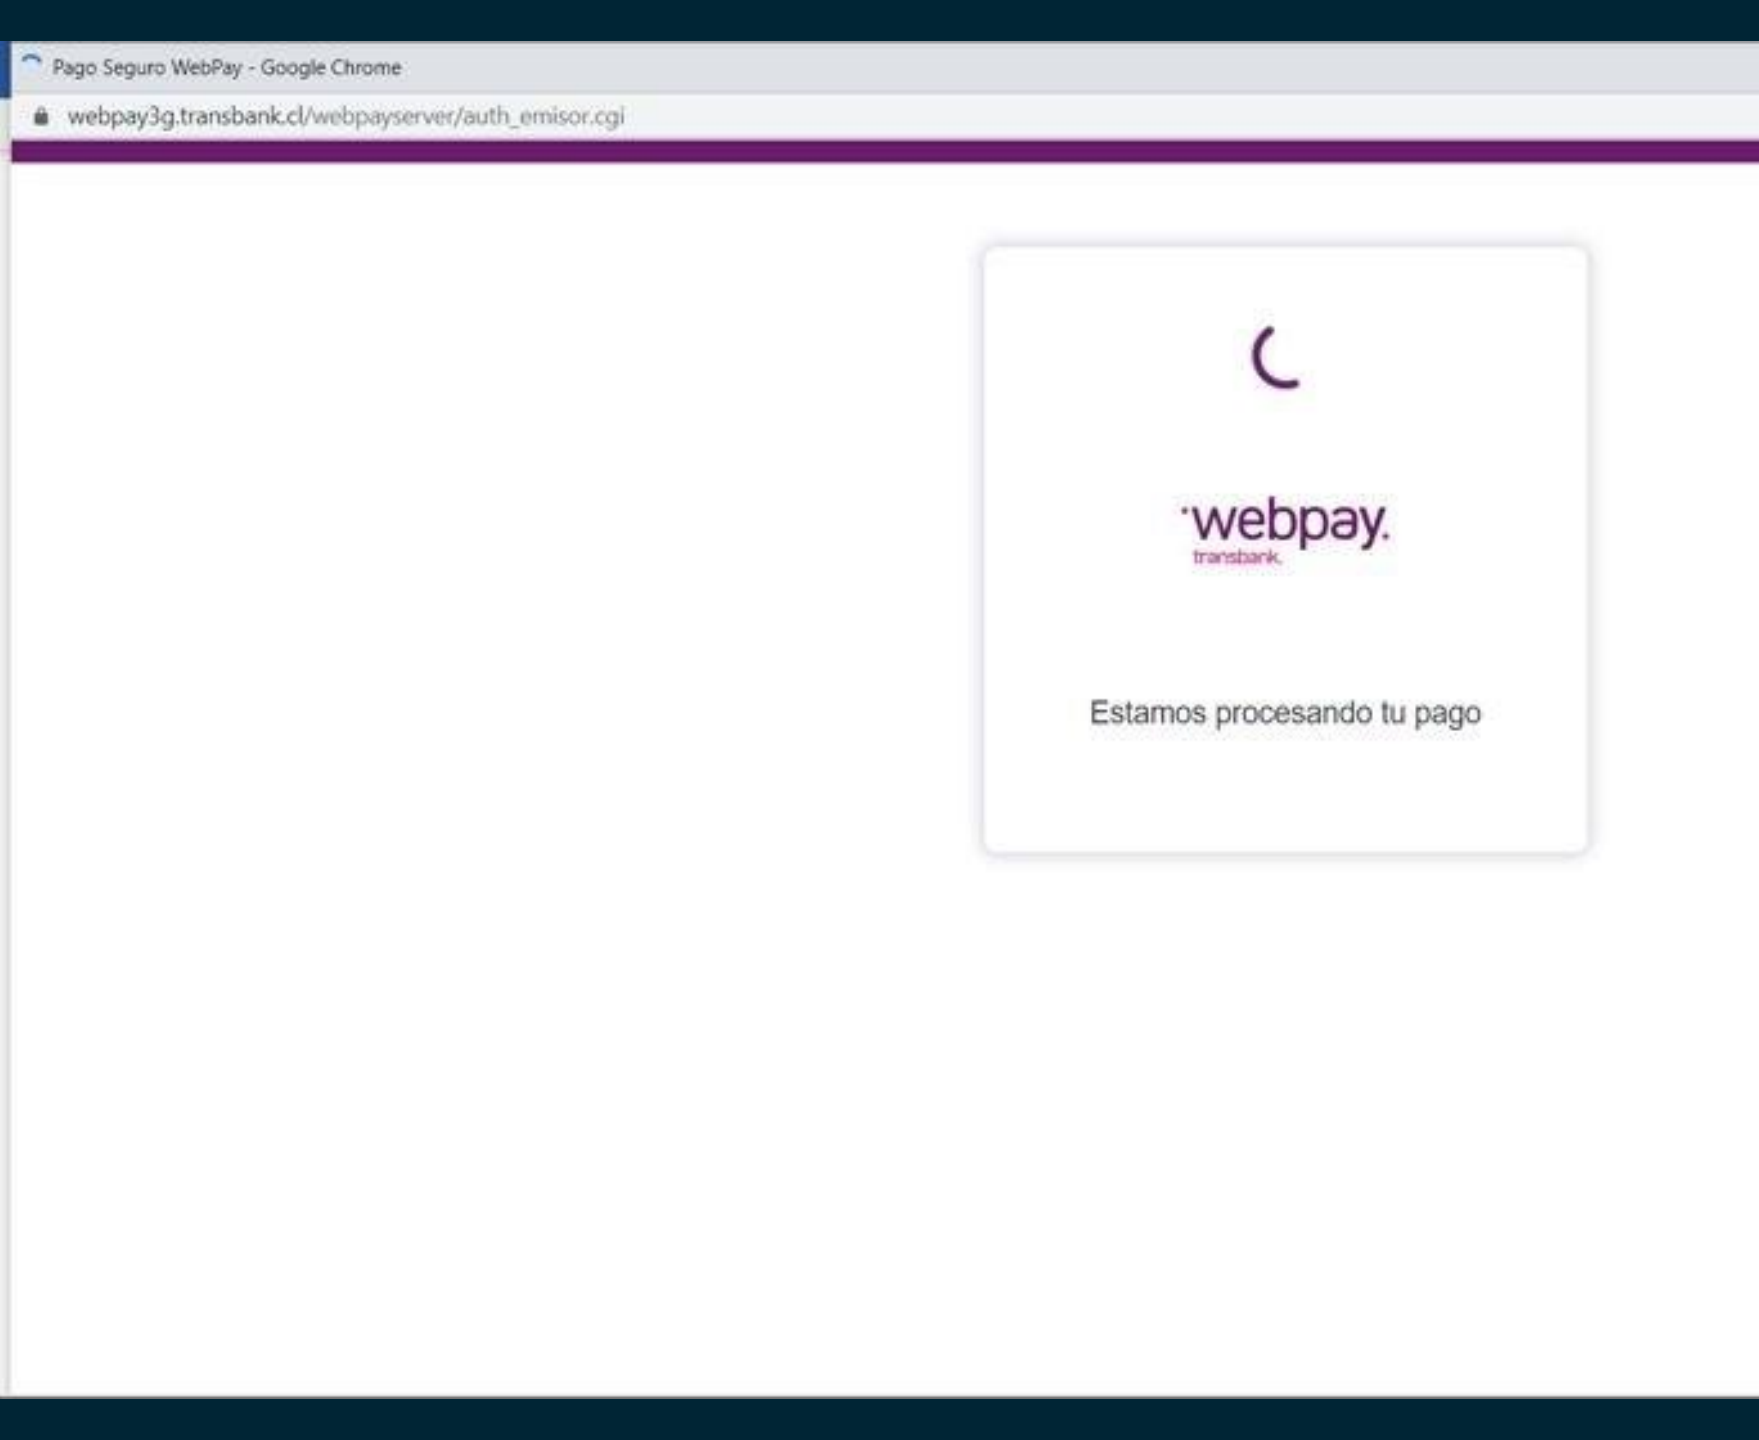 Pago Seguro WebPay - Google Chrome
webpay3g.transbank.cl/webpayserver/auth_emisor.cgi
webpay.
transbank.
Estamos procesando tu pago